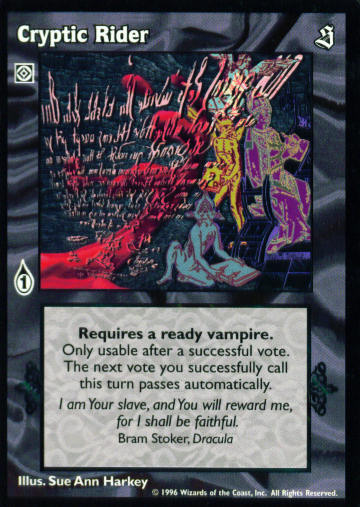 Cryptic Rider
1
Requires a ready vampire.
Only usable after a successful vote.
The next vote you successfully call
this turn passes automatically.
I am Your slave, and You will reward me,
for I shall be faithful.
Bram Stoker, Dracula
Illus. Sue Ann Harkey
© 1996 Wizards of the Coast, Inc. All Rights Reserved.